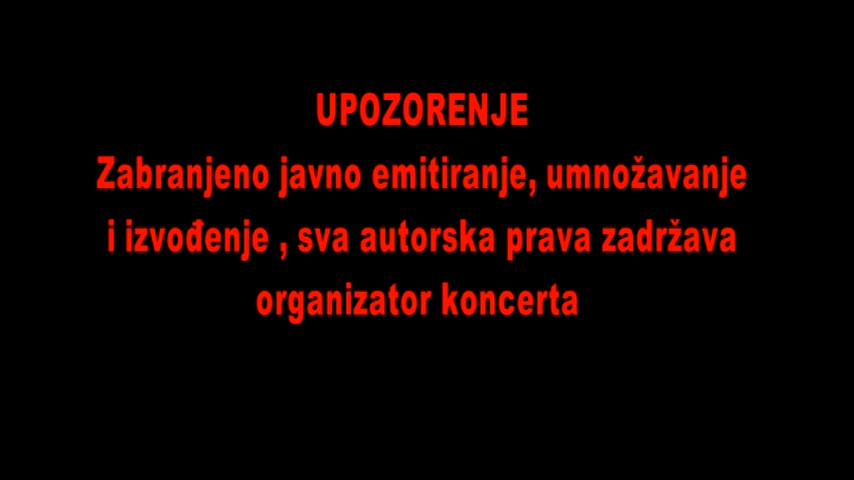 UPOZORENJE
Zabranjeno javno emitiranje, umnožavanje
i izvođenje , sva autorska prava zadržava
organizator koncerta